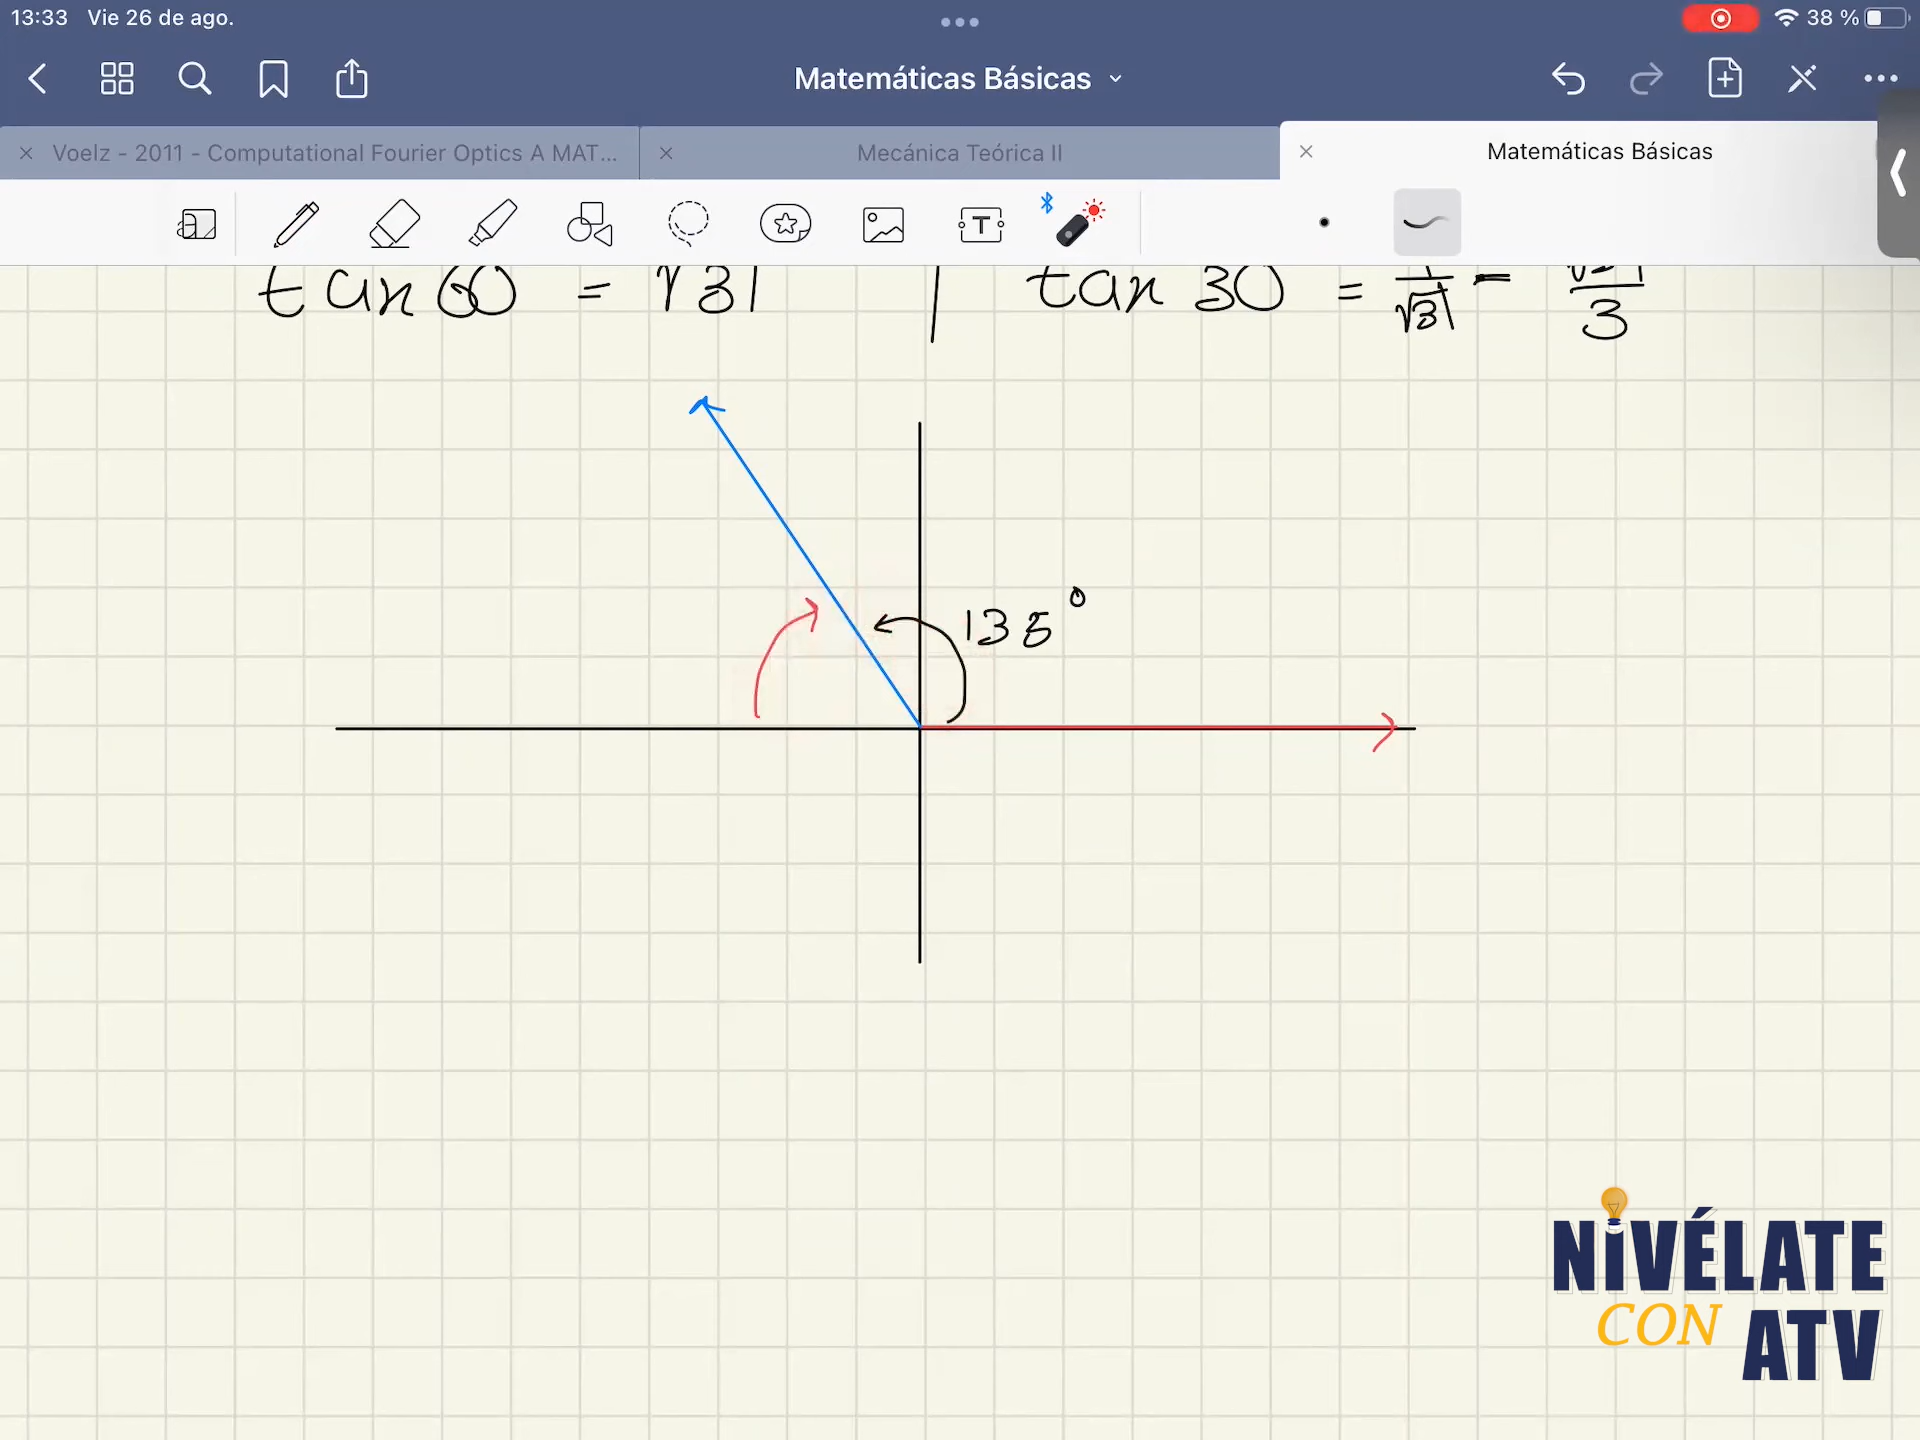 13:33 Vie 26 de ago. 38 %
Matemáticas Básicas
Voelz - 2011 - Computational Fourier Optics A MAT... Mecánica Teórica II Matemáticas Básicas
tan 60 = √3 | tan 30 = 1/√3 = √3/3
135°
NIVÉLATE
CON
ATV